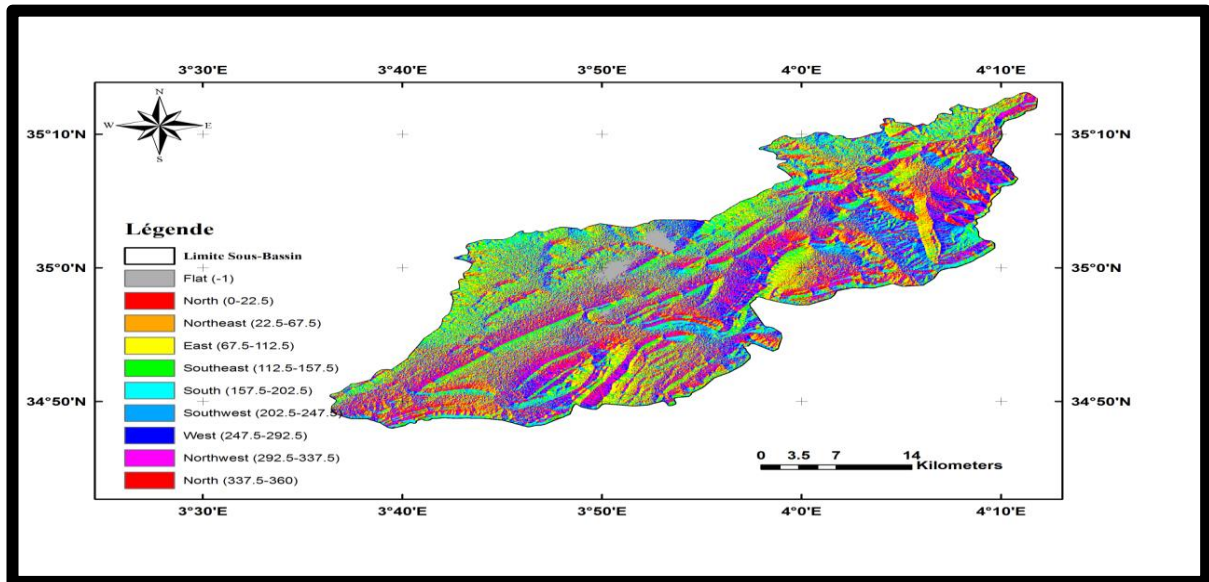 3°30'E 3°40'E 3°50'E 4°0'E 4°10'E
N
W E
S
35°10'N 35°10'N
Légende
Limite Sous-Bassin
Flat (-1)
35°0'N 35°0'N
North (0-22.5)
Northeast (22.5-67.5)
East (67.5-112.5)
Southeast (112.5-157.5)
South (157.5-202.5)
34°50'N 34°50'N
Southwest (202.5-247.5)
West (247.5-292.5)
Northwest (292.5-337.5)
North (337.5-360)
0 3.5 7 14
Kilometers
3°30'E 3°40'E 3°50'E 4°0'E 4°10'E